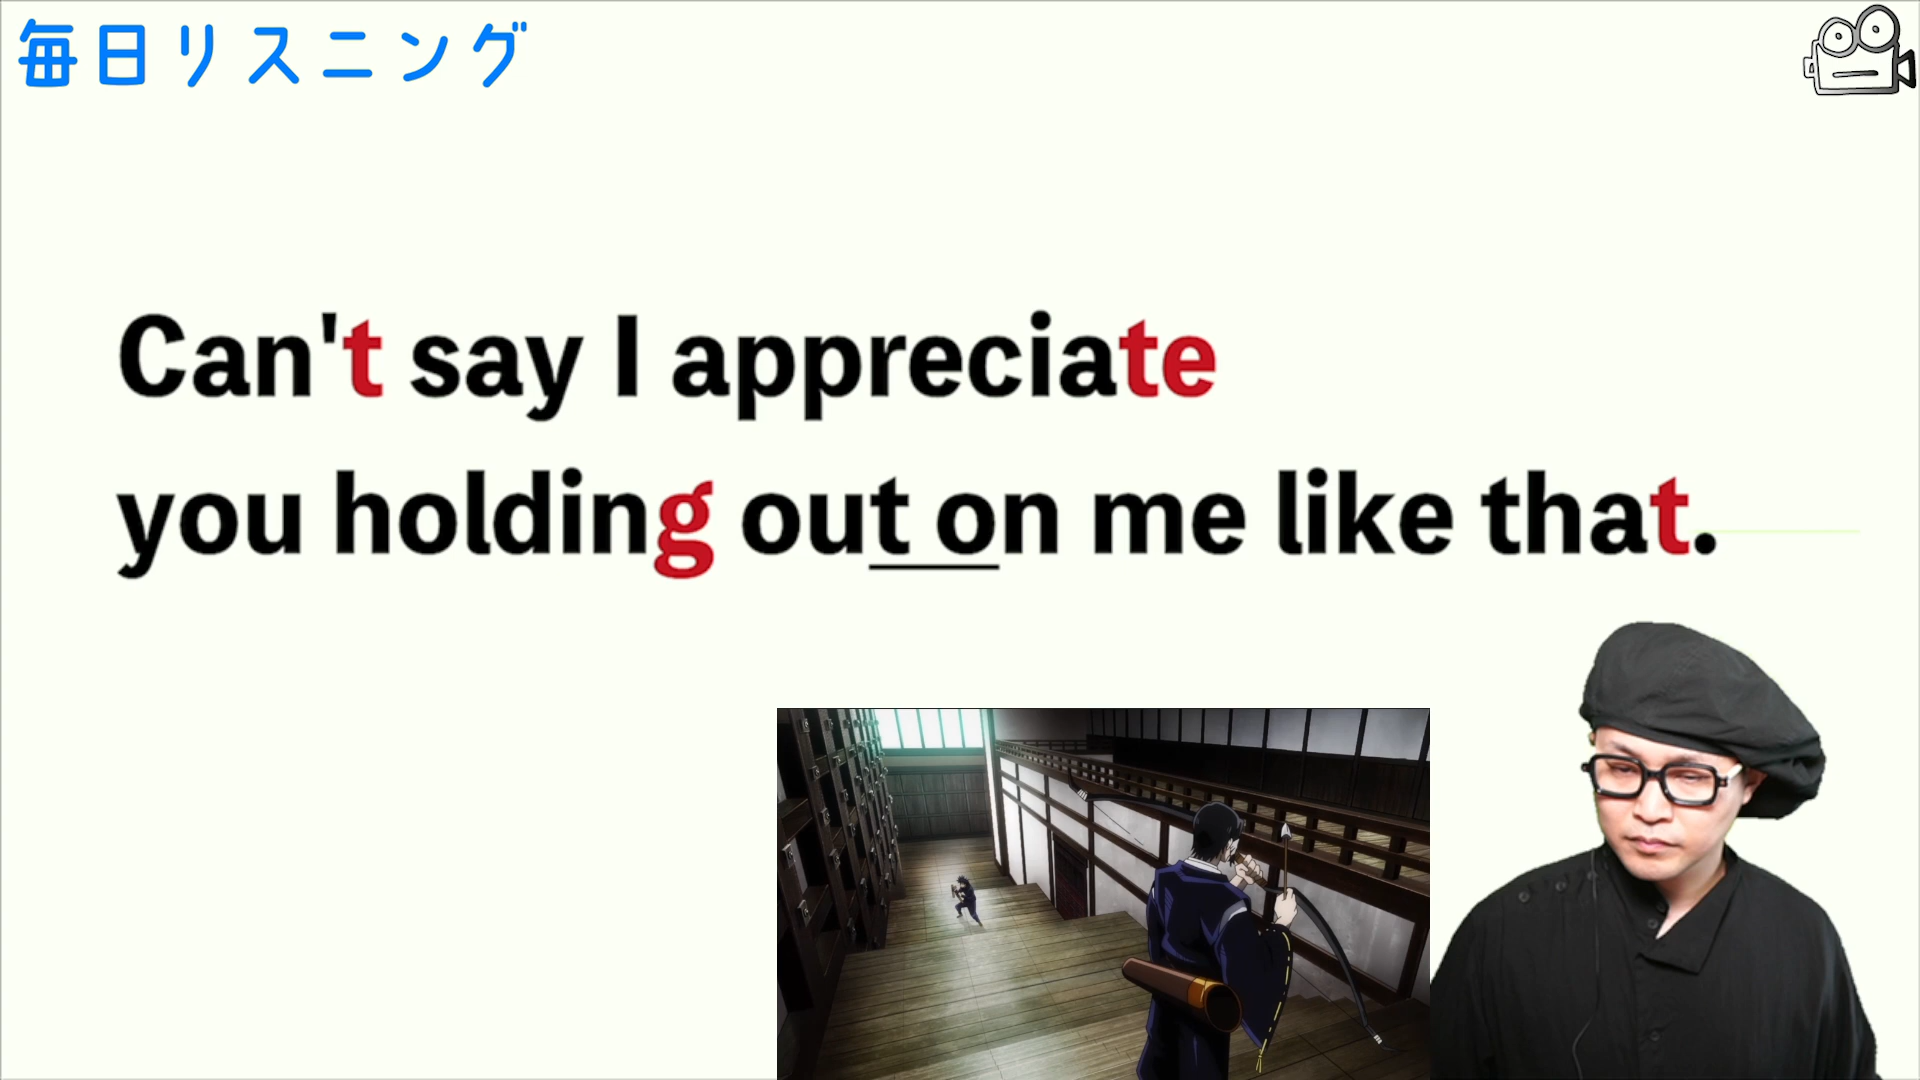 毎日リスニング
Can't say I appreciate
you holding out on me like that.